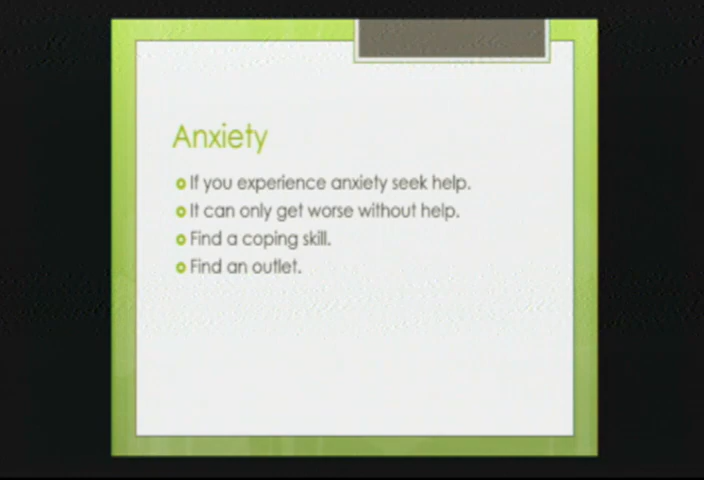 Anxiety
If you experience anxiety seek help.
It can only get worse without help.
Find a coping skill.
Find an outlet.